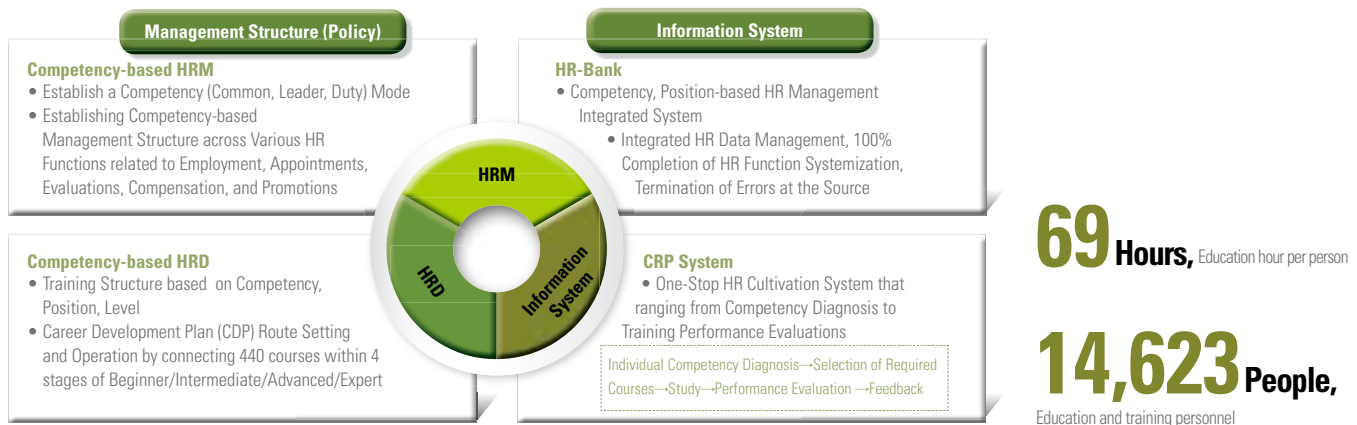 Management Structure (Policy)
Competency-based HRM
• Establish a Competency (Common, Leader, Duty) Mode
• Establishing Competency-based
Management Structure across Various HR
Functions related to Employment, Appointments,
Evaluations, Compensation, and Promotions
Information System
HR-Bank
• Competency, Position-based HR Management
Integrated System
• Integrated HR Data Management, 100%
Completion of HR Function Systemization,
Termination of Errors at the Source
HRM
HRD
Information
System
Competency-based HRD
• Training Structure based on Competency,
Position, Level
• Career Development Plan (CDP) Route Setting
and Operation by connecting 440 courses within 4
stages of Beginner/Intermediate/Advanced/Expert
CRP System
• One-Stop HR Cultivation System that
ranging from Competency Diagnosis to
Training Performance Evaluations
Individual Competency Diagnosis→Selection of Required
Courses→Study→Performance Evaluation →Feedback
69 Hours, Education hour per person
14,623 People,
Education and training personnel